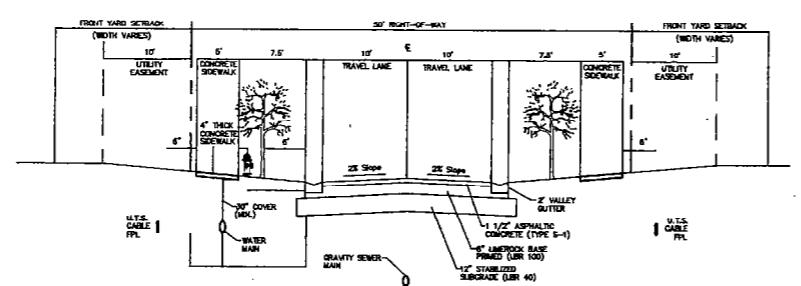 FRONT YARD SETBACK
50' RIGHT-OF-WAY
FRONT YARD SETBACK
(WIDTH VARIES)
(WIDTH VARIES)
10'
5'
7.5'
10'
℄
10'
7.5'
5'
10'
UTILITY
EASEMENT
CONCRETE
SIDEWALK
TRAVEL LANE
TRAVEL LANE
CONCRETE
SIDEWALK
UTILITY
EASEMENT
4" THICK
CONCRETE
SIDEWALK
6"
6'
6"
2% Slope
2% Slope
30" COVER
(MIN.)
2' VALLEY
GUTTER
U.T.S.
CABLE
FPL
WATER
MAIN
1 1/2" ASPHALTIC
CONCRETE (TYPE S-1)
U.T.S.
CABLE
FPL
6" LIMEROCK BASE
PRIMED (LBR 100)
GRAVITY SEWER
MAIN
12" STABILIZED
SUBGRADE (LBR 40)